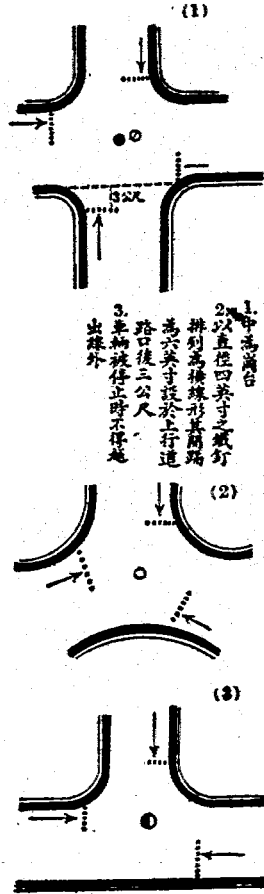 (1)
3公尺
1. 中為崗台
2. 以直徑四英寸之鐵釘
排列為橫線形其間隔
為六英寸設於上行道
路口後三公尺
3. 車輛被停止時不得越
出線外
(2)
(3)